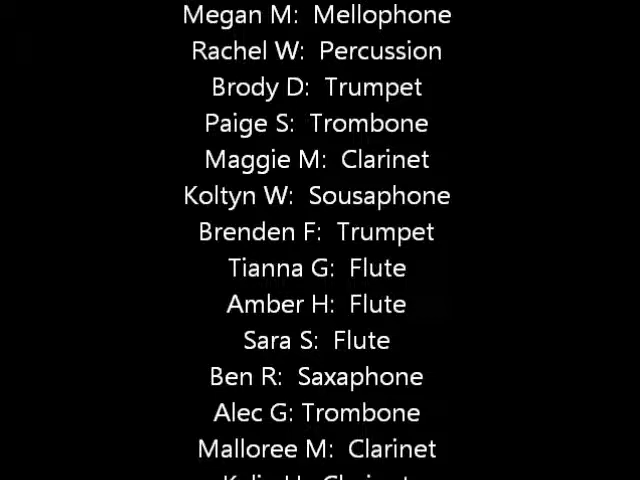 Megan M:  Mellophone
Rachel W:  Percussion
Brody D:  Trumpet
Paige S:  Trombone
Maggie M:  Clarinet
Koltyn W:  Sousaphone
Brenden F:  Trumpet
Tianna G:  Flute
Amber H:  Flute
Sara S:  Flute
Ben R:  Saxaphone
Alec G: Trombone
Malloree M:  Clarinet
Clarinet